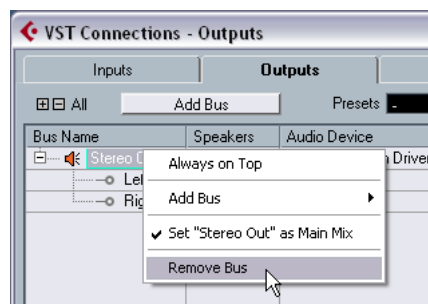 VST Connections - Outputs
Inputs Outputs
All Add Bus Presets -
Bus Name Speakers Audio Device
Stereo
Always on Top
Add Bus
Set "Stereo Out" as Main Mix
Remove Bus